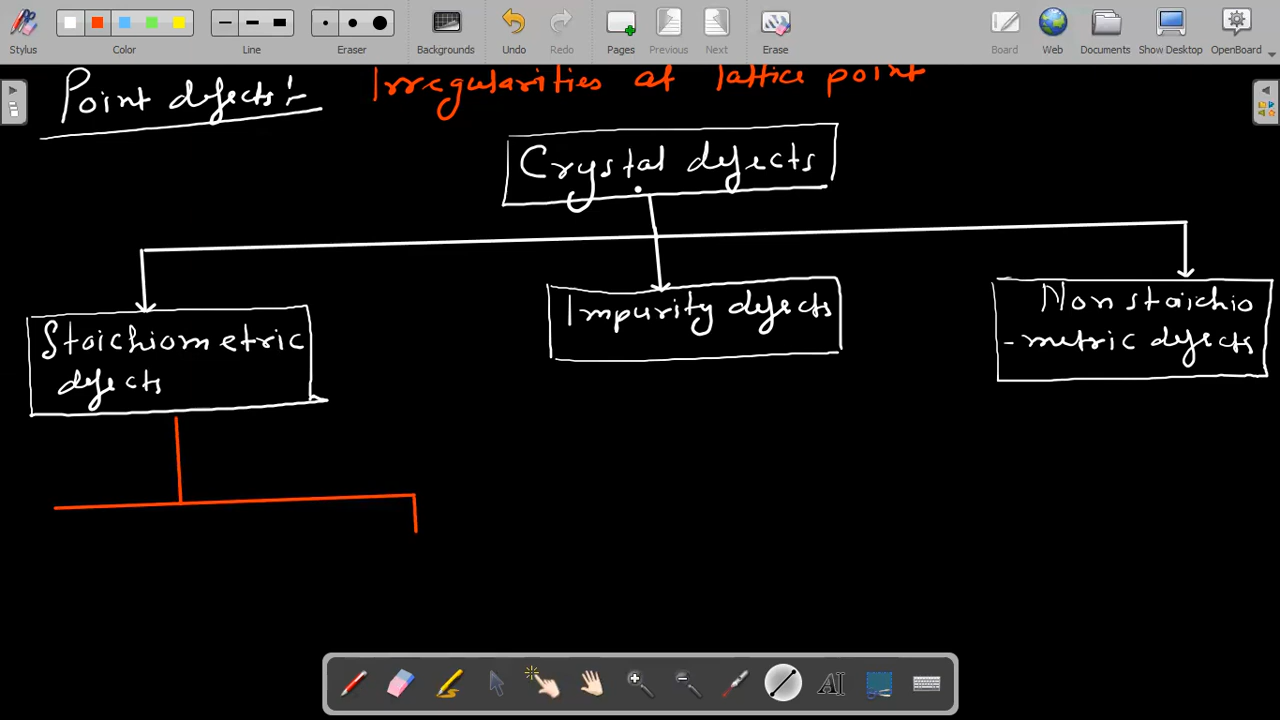 Stylus
Color
Line
Eraser
Backgrounds
Undo
Redo
Pages
Previous
Next
Erase
Board
Web
Documents
Show Desktop
OpenBoard
Point defects:-
Irregularities at lattice point
Crystal defects
Stoichiometric
defects
Impurity defects
Non stoichio
-metric defects
AI